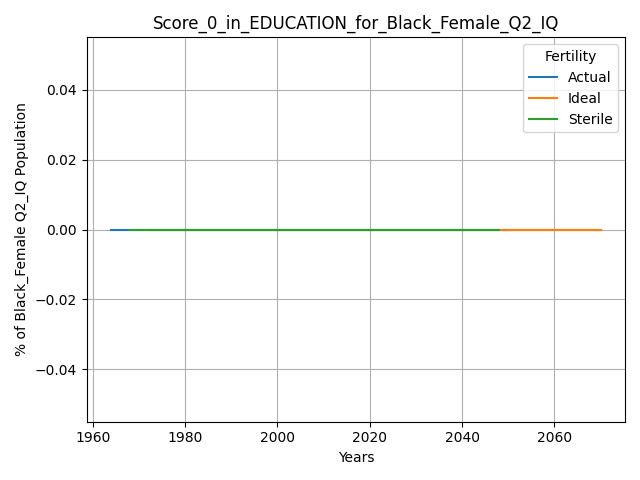 Score_0_in_EDUCATION_for_Black_Female_Q2_IQ
Fertility
Actual
Ideal
Sterile
% of Black_Female Q2_IQ Population
0.04
0.02
0.00
−0.02
−0.04
1960 1980 2000 2020 2040 2060
Years